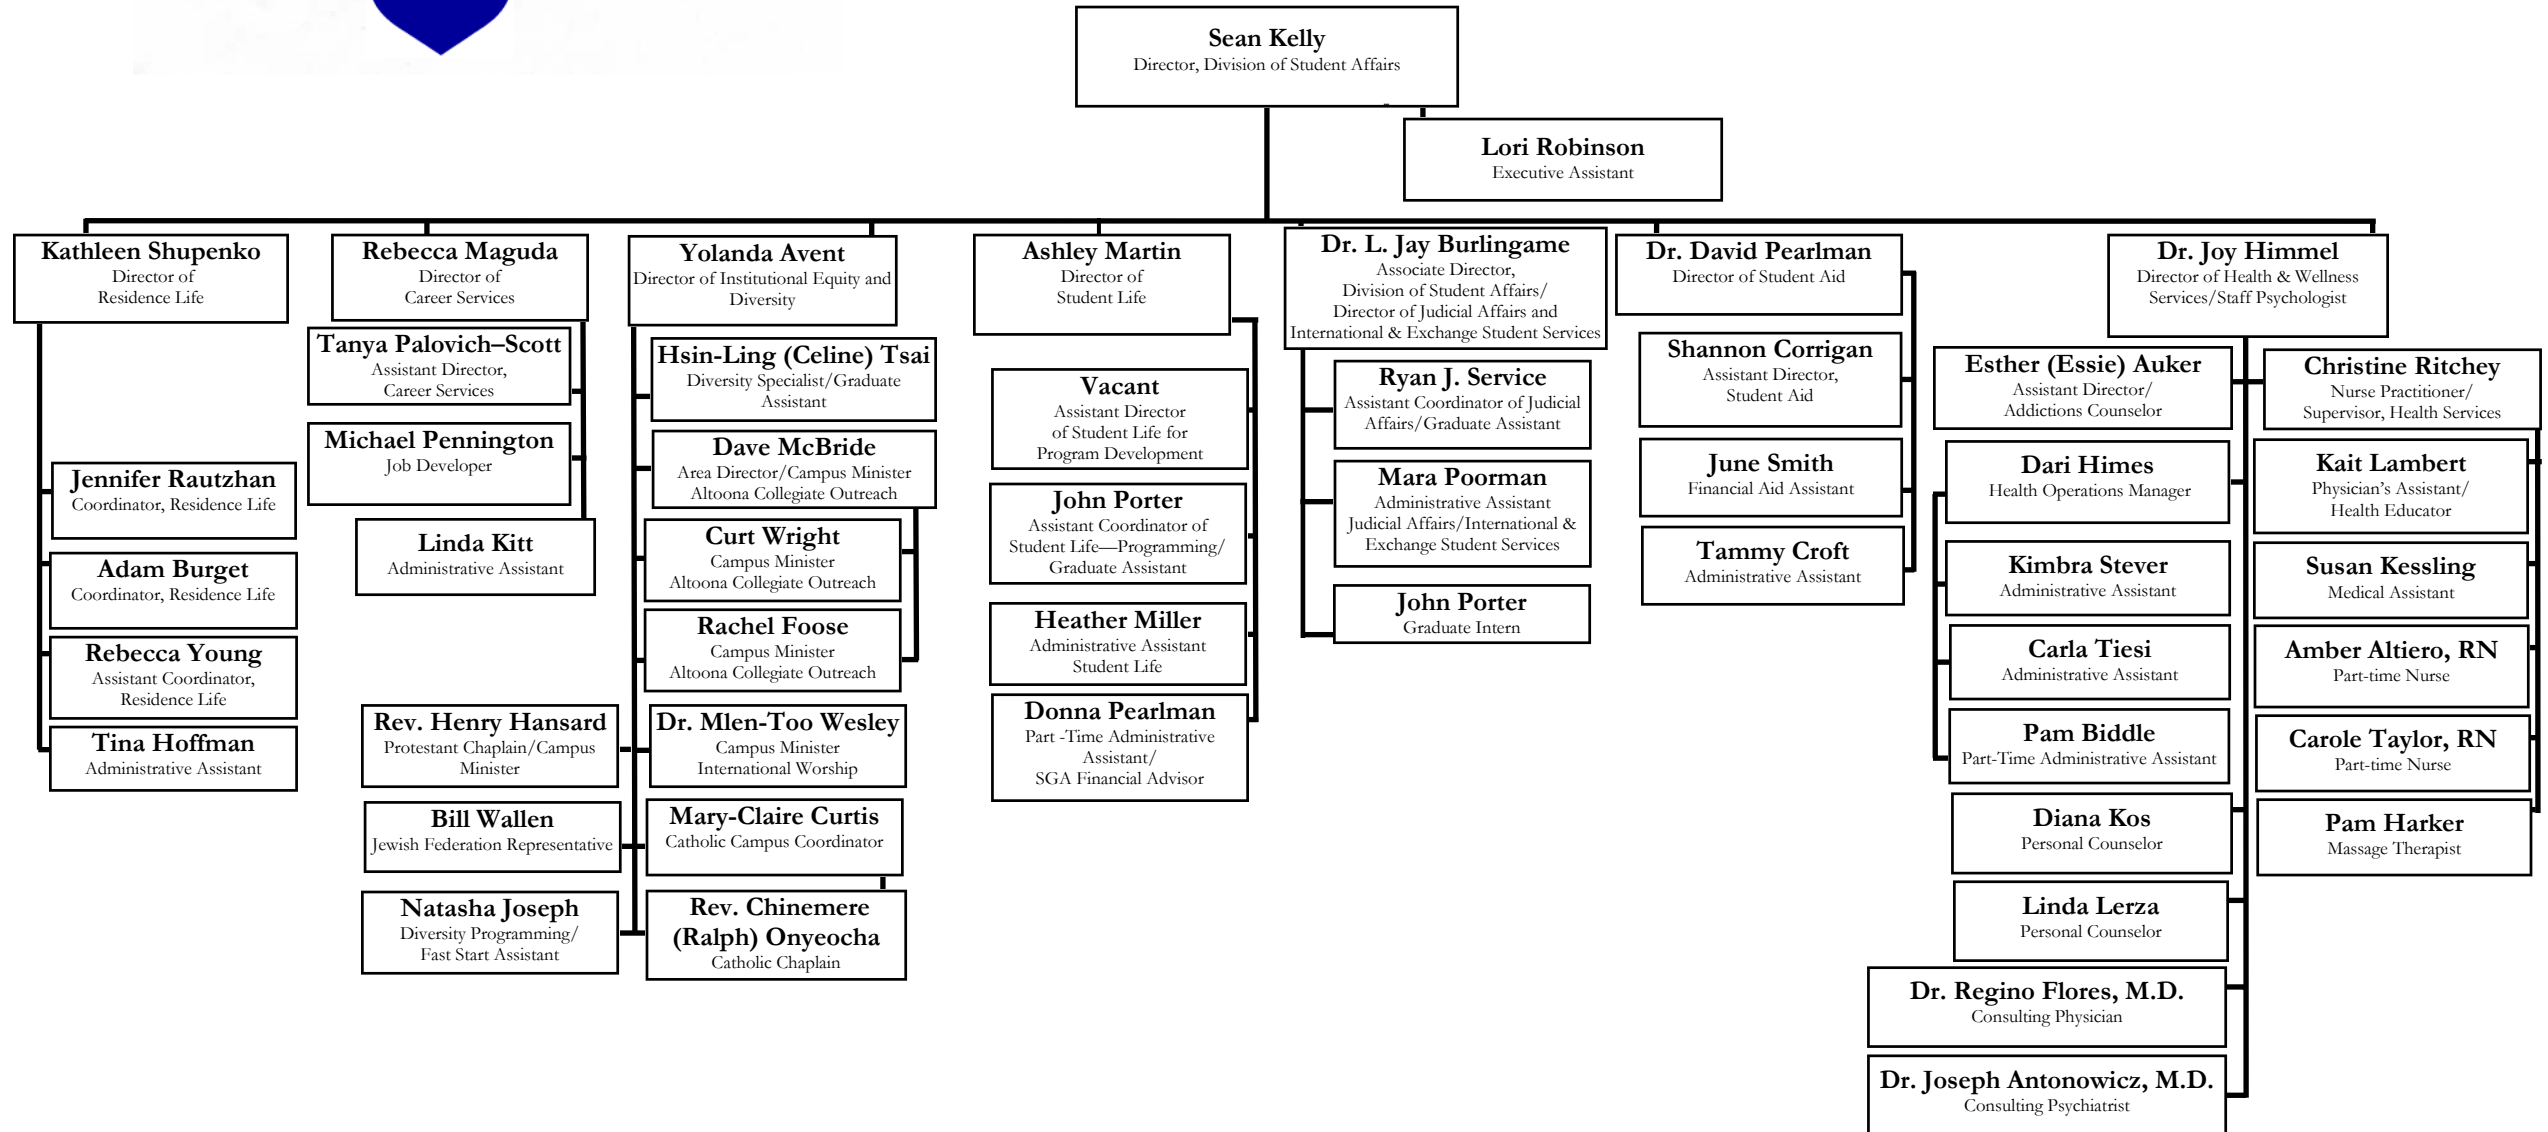 Sean Kelly
Director, Division of Student Affairs
Lori Robinson
Executive Assistant
Kathleen Shupenko
Director of
Residence Life
Jennifer Rautzhan
Coordinator, Residence Life
Adam Burget
Coordinator, Residence Life
Rebecca Young
Assistant Coordinator,
Residence Life
Tina Hoffman
Administrative Assistant
Rebecca Maguda
Director of
Career Services
Tanya Palovich–Scott
Assistant Director,
Career Services
Michael Pennington
Job Developer
Linda Kitt
Administrative Assistant
Yolanda Avent
Director of Institutional Equity and
Diversity
Hsin-Ling (Celine) Tsai
Diversity Specialist/Graduate
Assistant
Dave McBride
Area Director/Campus Minister
Altoona Collegiate Outreach
Curt Wright
Campus Minister
Altoona Collegiate Outreach
Rachel Foose
Campus Minister
Altoona Collegiate Outreach
Rev. Henry Hansard
Protestant Chaplain/Campus
Minister
Dr. Mlen-Too Wesley
Campus Minister
International Worship
Bill Wallen
Jewish Federation Representative
Mary-Claire Curtis
Catholic Campus Coordinator
Natasha Joseph
Diversity Programming/
Fast Start Assistant
Rev. Chinemere
(Ralph) Onyeocha
Catholic Chaplain
Ashley Martin
Director of
Student Life
Vacant
Assistant Director
of Student Life for
Program Development
John Porter
Assistant Coordinator of
Student Life—Programming/
Graduate Assistant
Heather Miller
Administrative Assistant
Student Life
Donna Pearlman
Part -Time Administrative
Assistant/
SGA Financial Advisor
Dr. L. Jay Burlingame
Associate Director,
Division of Student Affairs/
Director of Judicial Affairs and
International & Exchange Student Services
Ryan J. Service
Assistant Coordinator of Judicial
Affairs/Graduate Assistant
Mara Poorman
Administrative Assistant
Judicial Affairs/International &
Exchange Student Services
John Porter
Graduate Intern
Dr. David Pearlman
Director of Student Aid
Shannon Corrigan
Assistant Director,
Student Aid
June Smith
Financial Aid Assistant
Tammy Croft
Administrative Assistant
Dr. Joy Himmel
Director of Health & Wellness
Services/Staff Psychologist
Esther (Essie) Auker
Assistant Director/
Addictions Counselor
Dari Himes
Health Operations Manager
Kimbra Stever
Administrative Assistant
Carla Tiesi
Administrative Assistant
Pam Biddle
Part-Time Administrative Assistant
Diana Kos
Personal Counselor
Linda Lerza
Personal Counselor
Dr. Regino Flores, M.D.
Consulting Physician
Dr. Joseph Antonowicz, M.D.
Consulting Psychiatrist
Christine Ritchey
Nurse Practitioner/
Supervisor, Health Services
Kait Lambert
Physician's Assistant/
Health Educator
Susan Kessling
Medical Assistant
Amber Altiero, RN
Part-time Nurse
Carole Taylor, RN
Part-time Nurse
Pam Harker
Massage Therapist